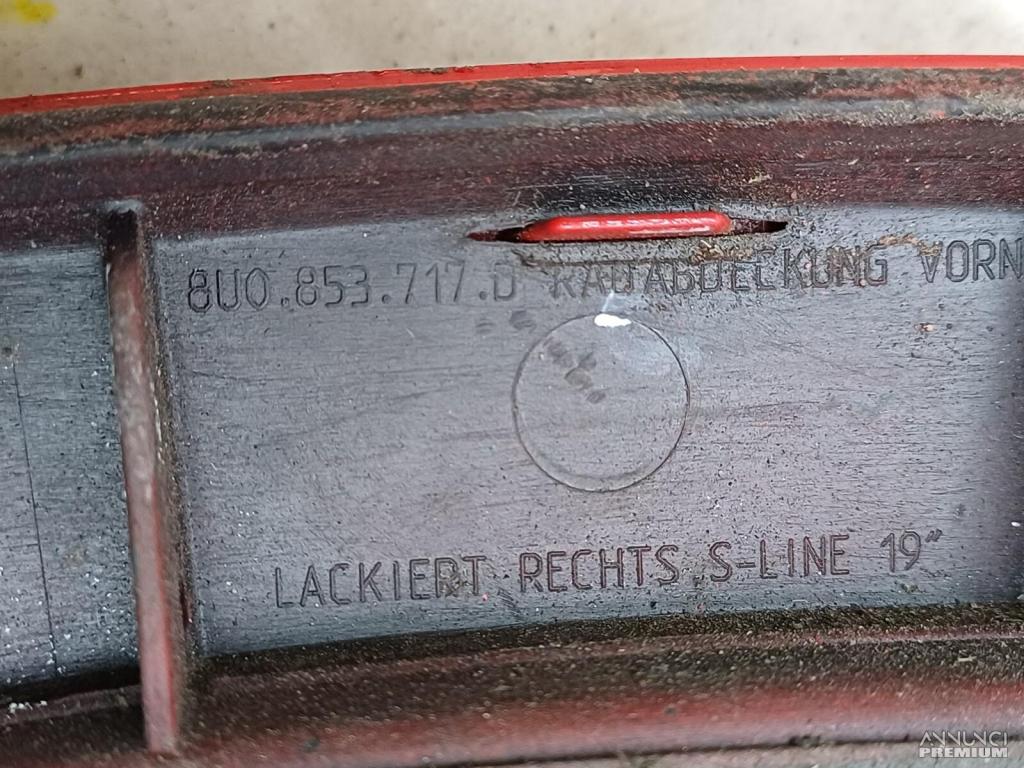 8U0.853.717.D RADABDECKUNG VORN
LACKIERT RECHTS S-LINE 19"
ANNUNCI
PREMIUM